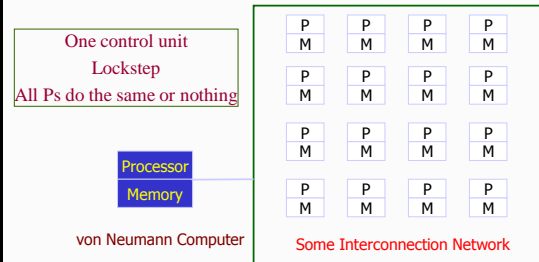 One control unit
Lockstep
All Ps do the same or nothing
Processor
Memory
von Neumann Computer
P P P P
M M M M
P P P P
M M M M
P P P P
M M M M
P P P P
M M M M
Some Interconnection Network